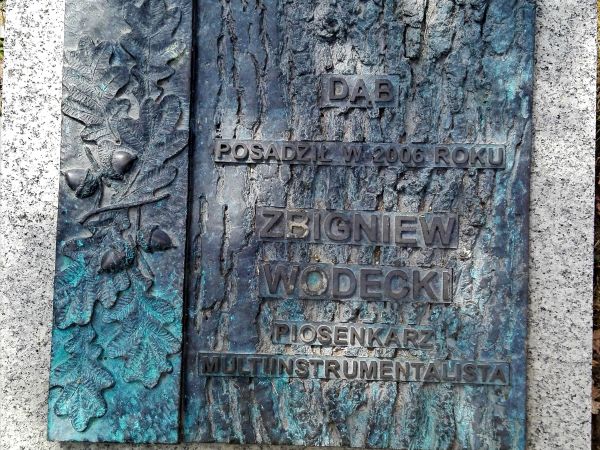 DĄB
POSADZIŁ W 2006 ROKU
ZBIGNIEW
WODECKI
PIOSENKARZ
MULTIINSTRUMENTALISTA